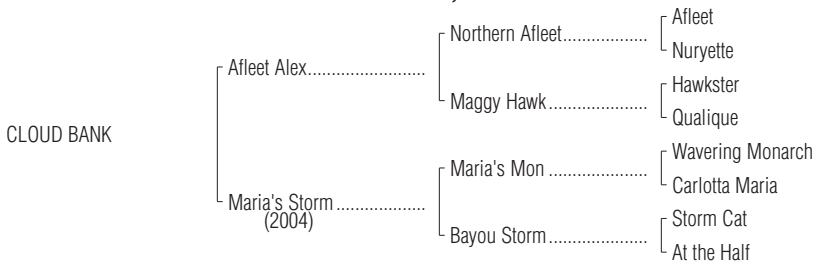 Afleet
Northern Afleet....................
Nuryette
Afleet Alex.........................
Hawkster
Maggy Hawk.....................
Qualique
CLOUD BANK
Wavering Monarch
Maria's Mon.....................
Carlotta Maria
Maria's Storm...................
(2004)
Storm Cat
Bayou Storm.....................
At the Half